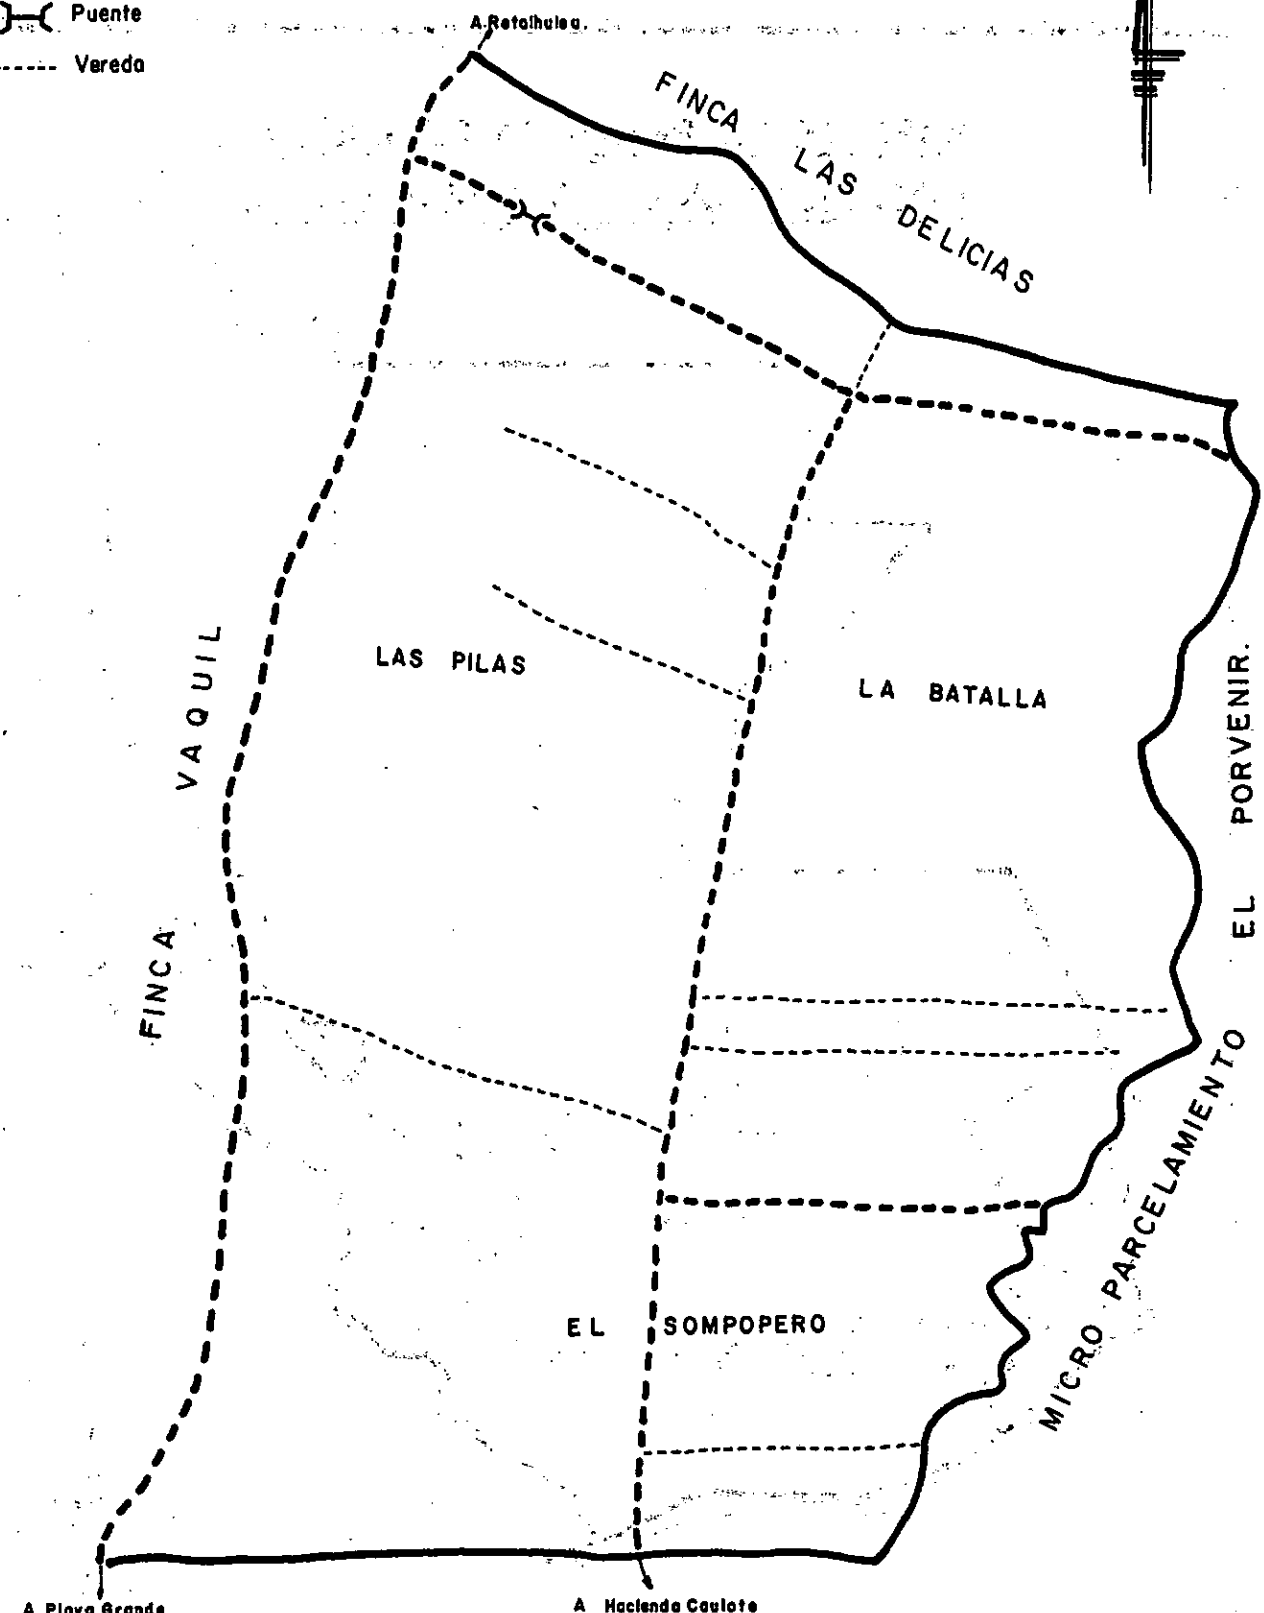 Puente
A. Retalhuleu.
Vereda
FINCA LAS DELICIAS
LAS PILAS
LA BATALLA
FINCA VAQUIL
MICRO PARCELAMIENTO EL PORVENIR.
EL SOMPOPERO
A Playa Grande
A Hacienda Caulote